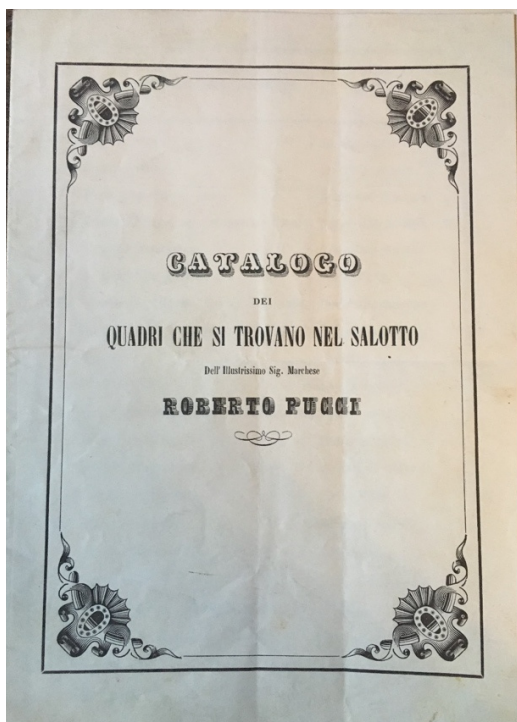 CATALOGO
DEI
QUADRI CHE SI TROVANO NEL SALOTTO
Dell' Illustrissimo Sig. Marchese
ROBERTO PUCCI